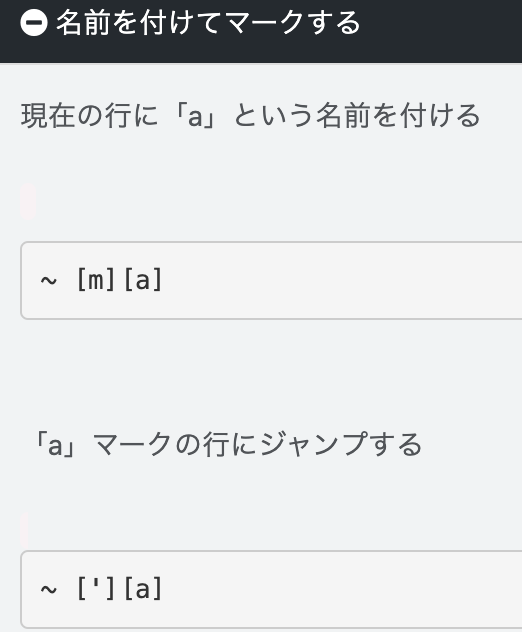 名前を付けてマークする
現在の行に「a」という名前を付ける
~ [m][a]
「a」マークの行にジャンプする
~ ['][a]